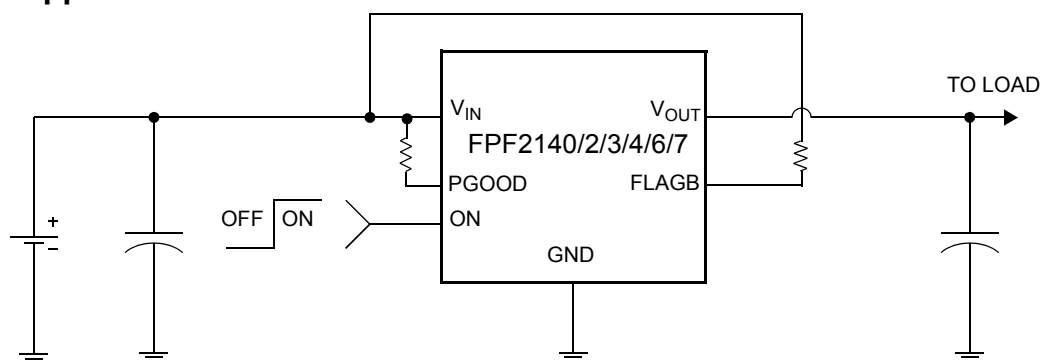 TO LOAD
VIN
VOUT
FPF2140/2/3/4/6/7
PGOOD
FLAGB
OFF
ON
ON
GND
+
–